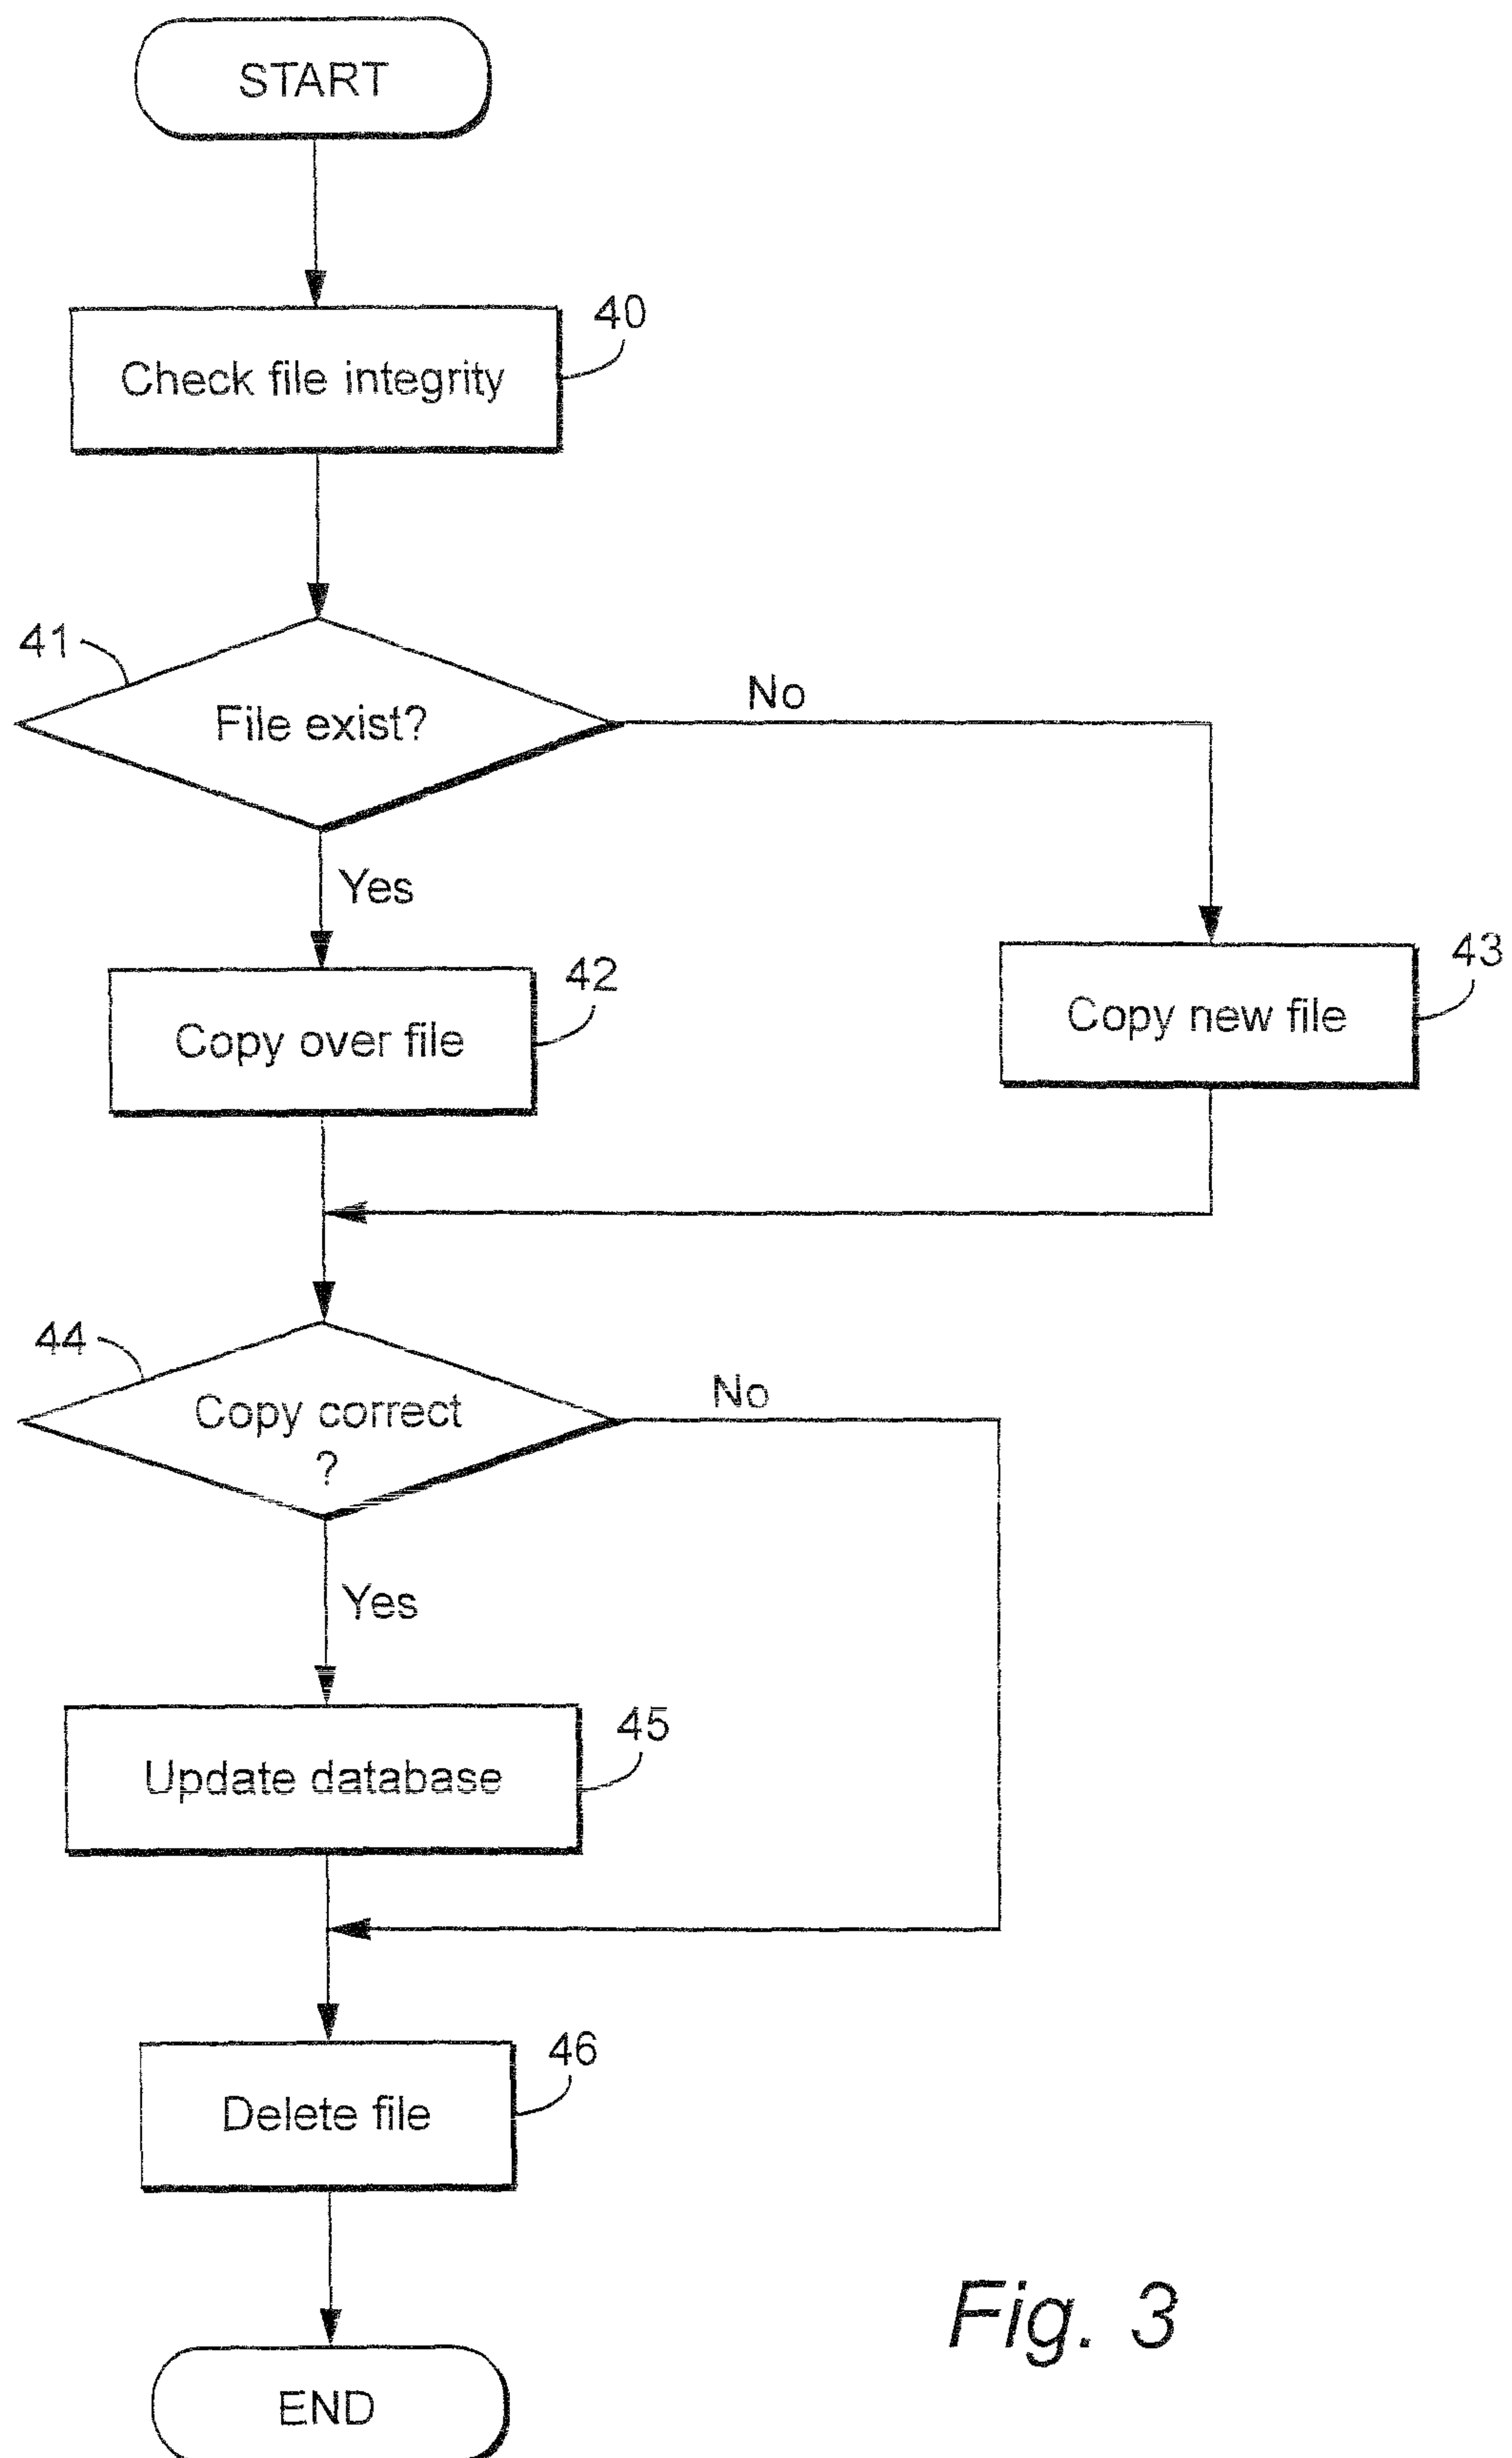 START
40
Check file integrity
41
File exist?
No
Yes
42
Copy over file
43
Copy new file
44
Copy correct
?
No
Yes
45
Update database
46
Delete file
END
Fig. 3